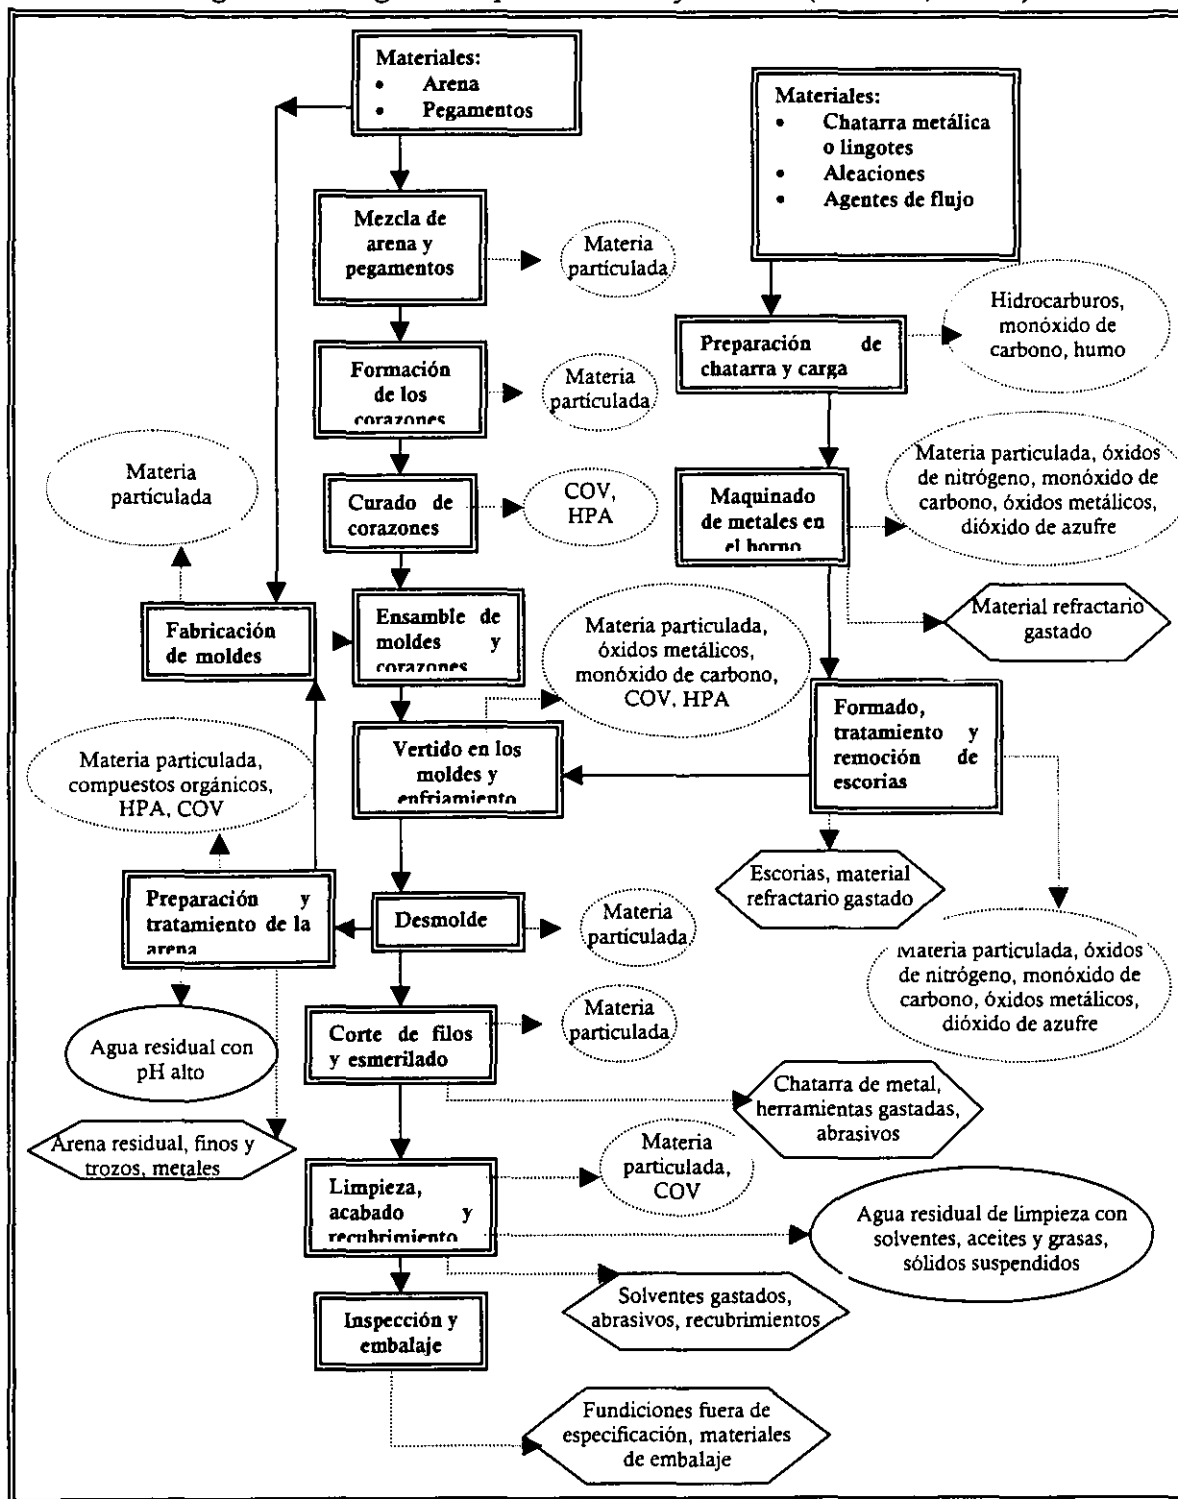 Materiales:
• Arena
• Pegamentos
Materiales:
• Chatarra metálica
o lingotes
• Aleaciones
• Agentes de flujo
Mezcla de
arena y
pegamentos
Materia
partículada
Hidrocarburos,
monóxido de
carbono, humo
Preparación de
chatarra y carga
Formación
de los
corazones
Materia
partículada
Materia
partículada
Curado de
corazones
COV,
HPA
Maquinado
de metales en
el horno
Materia particulada, óxidos
de nitrógeno, monóxido de
carbono, óxidos metálicos,
dióxido de azufre
Material refractario
gastado
Fabricación
de moldes
Ensamble de
moldes y
corazones
Materia particulada,
óxidos metálicos,
monóxido de carbono,
COV, HPA
Formado,
tratamiento y
remoción de
escorias
Materia particulada,
compuestos orgánicos,
HPA, COV
Vertido en los
moldes y
enfriamiento
Escorias, material
refractario gastado
Preparación y
tratamiento de la
arena
Desmolde
Materia
partículada
Materia particulada, óxidos
de nitrógeno, monóxido de
carbono, óxidos metálicos,
dióxido de azufre
Agua residual con
pH alto
Corte de filos
y esmerilado
Materia
partículada
Chatarra de metal,
herramientas gastadas,
abrasivos
Arena residual, finos y
trozos, metales
Limpieza,
acabado y
recubrimiento
Materia
partículada,
COV
Agua residual de limpieza con
solventes, aceites y grasas,
sólidos suspendidos
Solventes gastados,
abrasivos, recubrimientos
Inspección y
embalaje
Fundiciones fuera de
especificación, materiales
de embalaje